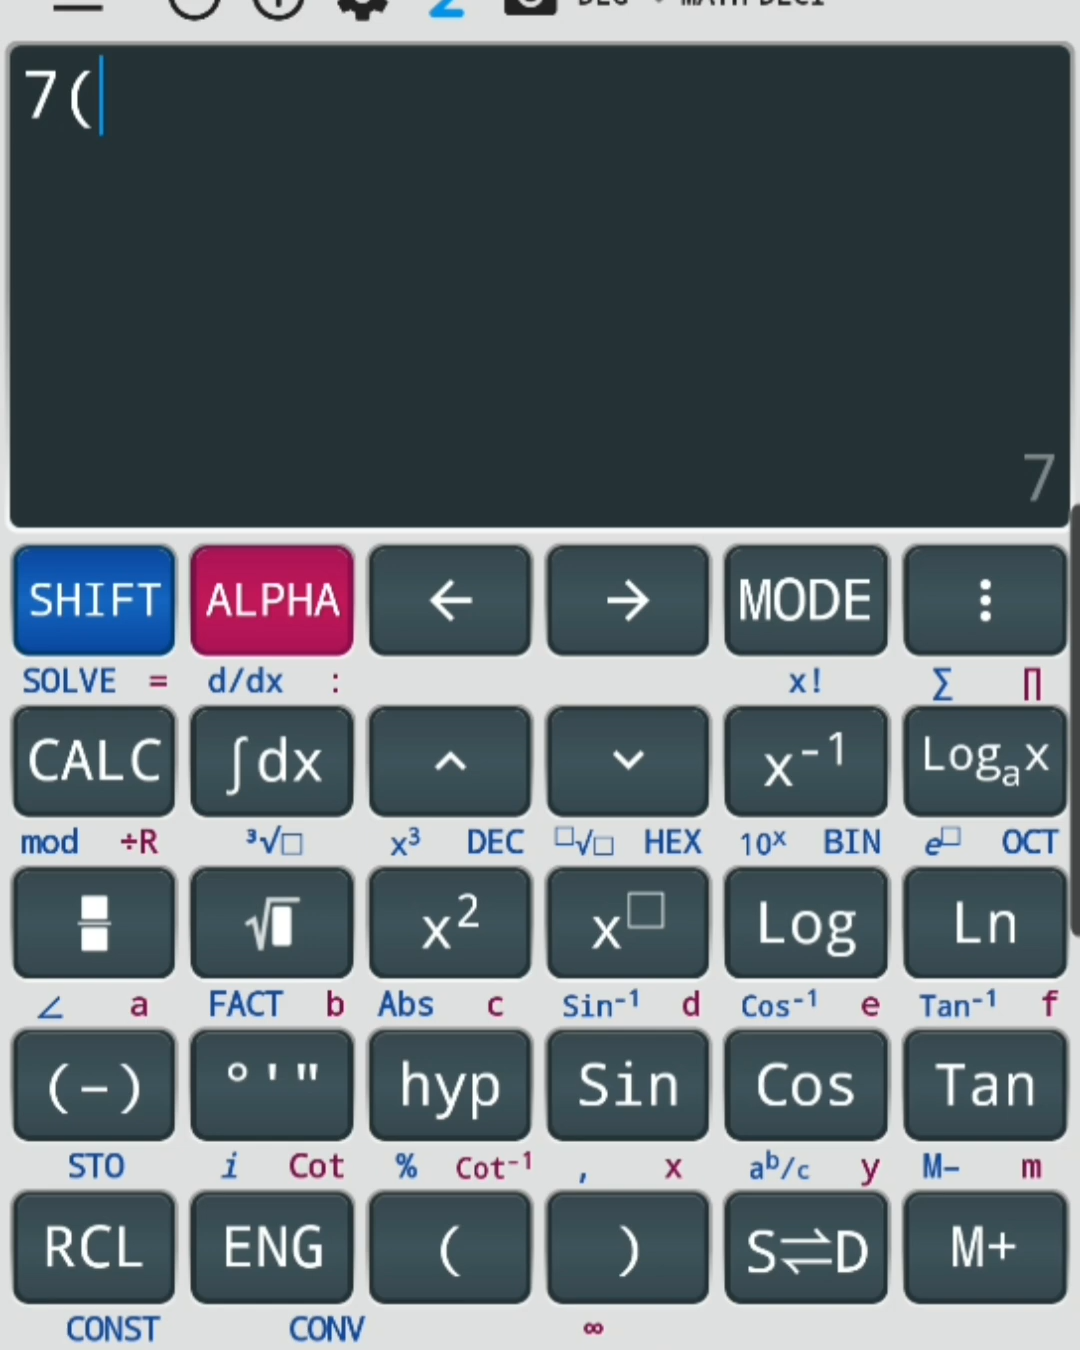 7(
7
SHIFT ALPHA ← → MODE ⋮
SOLVE = d/dx : x! ∑ ∏
CALC ∫dx ^ ⌄ x⁻¹ Logₐx
mod ÷R ³√□ x³ DEC □√□ HEX 10ˣ BIN e□ OCT
√ x² x□ Log Ln
∠ a FACT b Abs c Sin⁻¹ d Cos⁻¹ e Tan⁻¹ f
(−) °'" hyp Sin Cos Tan
STO i Cot % Cot⁻¹ , x aᵇ/c y M− m
RCL ENG ( ) S⇌D M+
CONST CONV ∞